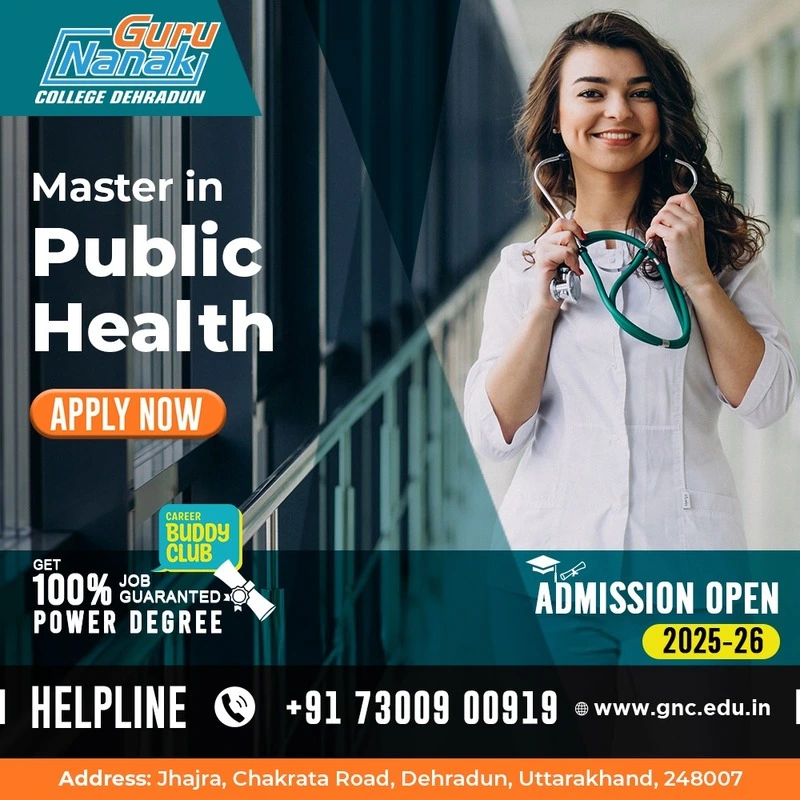 Guru
Nanak
COLLEGE DEHRADUN
Master in
Public
Health
APPLY NOW
CAREER
BUDDY
CLUB
GET
100% JOB
GUARANTED
POWER DEGREE
ADMISSION OPEN
2025-26
HELPLINE +91 73009 00919 www.gnc.edu.in
Address: Jhajra, Chakrata Road, Dehradun, Uttarakhand, 248007